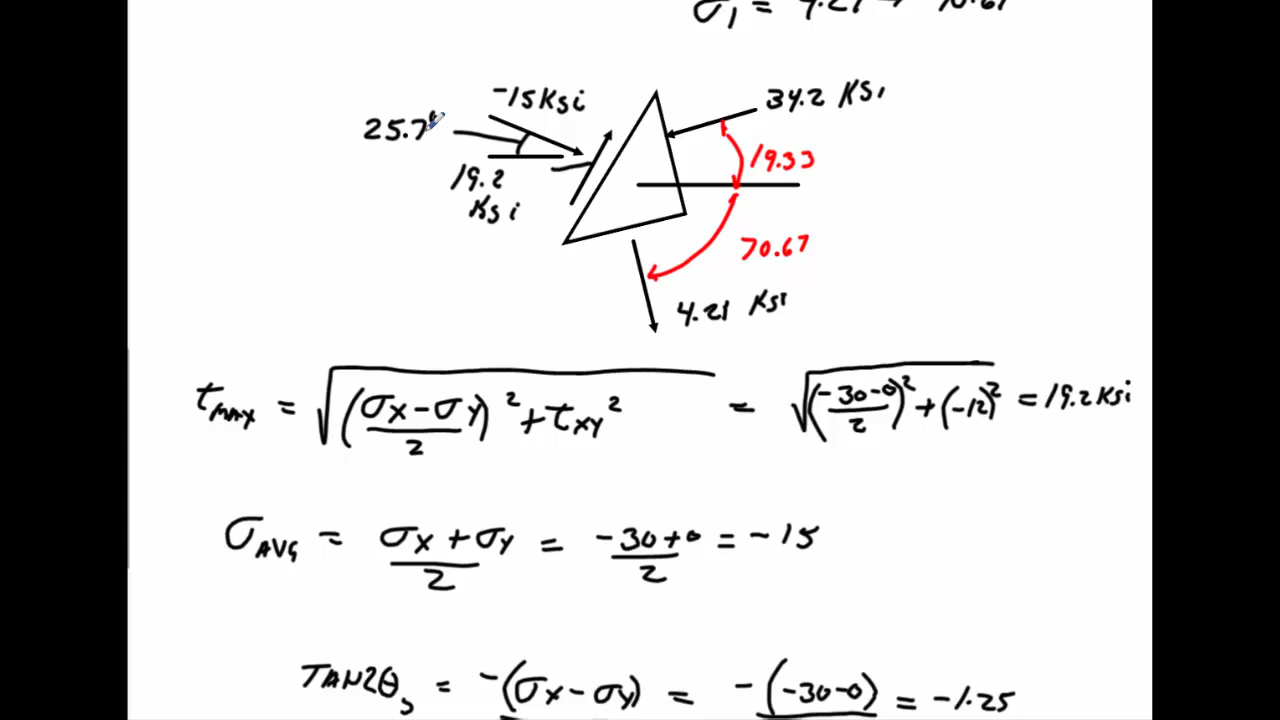 σ1 = 4.21 → 70.67
-15 Ksi
34.2 Ksi
25.7
19.33
19.2
Ksi
70.67
4.21 Ksi
τmax = √((σx - σy)/2)² + τxy² = √((-30-0)/2)² + (-12)² = 19.2 Ksi
σAVG = σx + σy / 2 = -30+0 / 2 = -15
TAN2θs = -(σx - σy) = -(-30-0) = -1.25